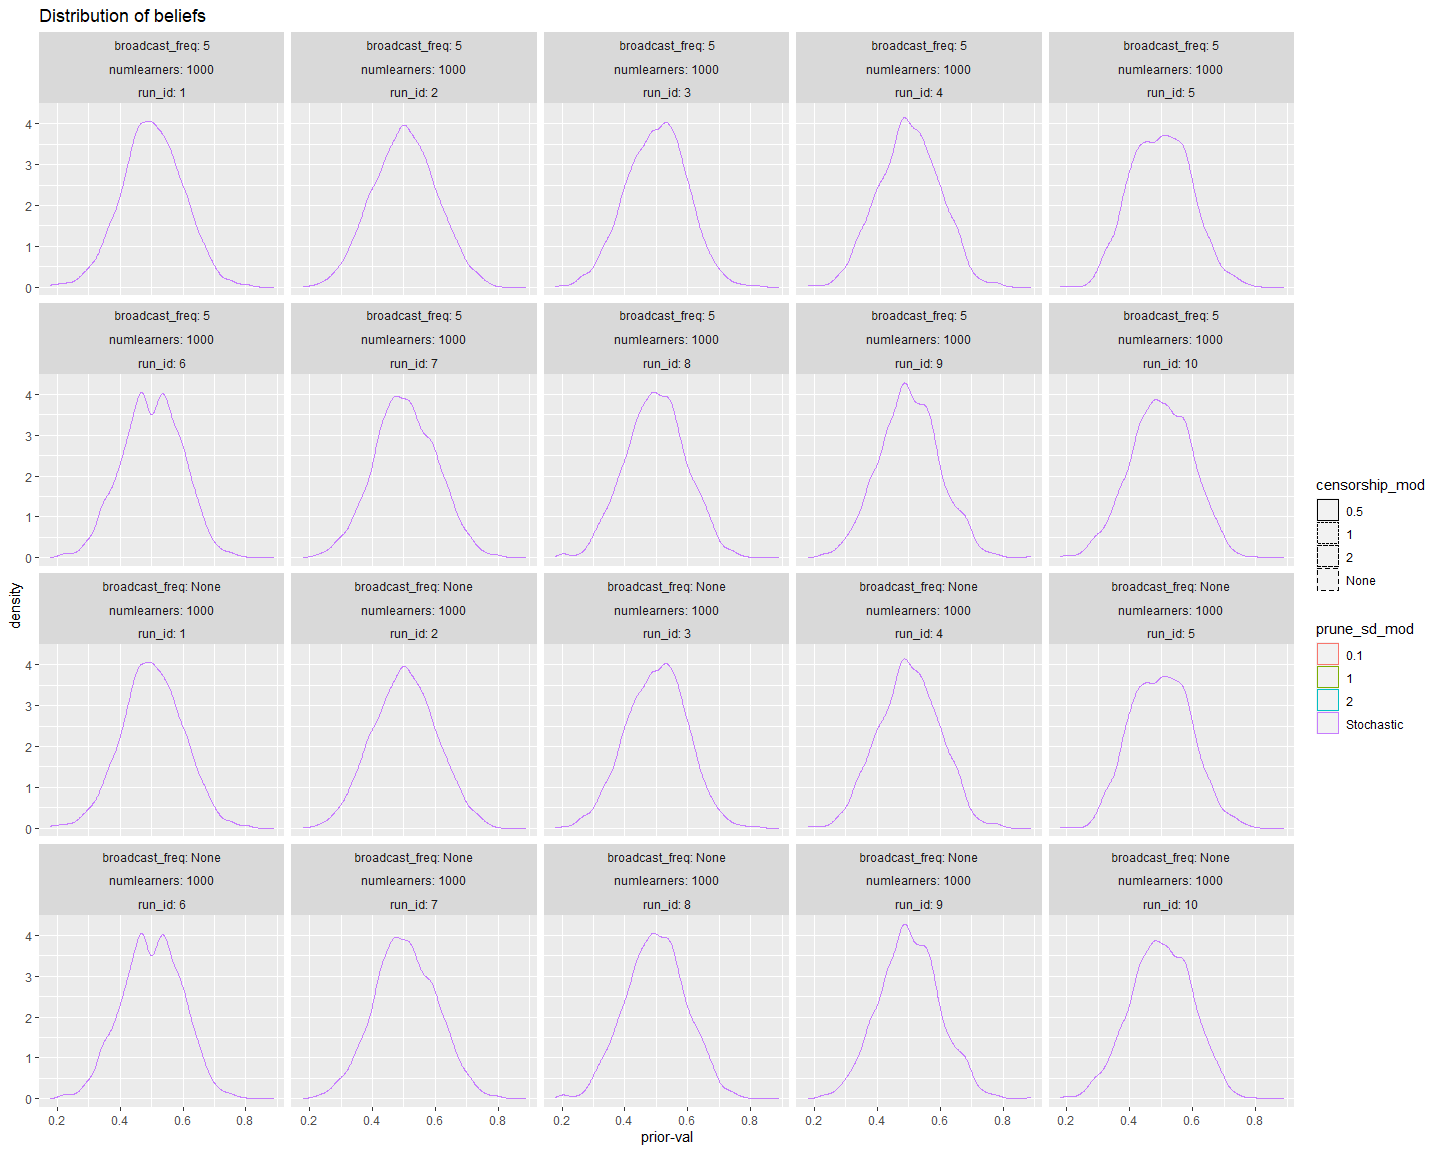 Distribution of beliefs
broadcast_freq: 5
numlearners: 1000
run_id: 1
broadcast_freq: 5
numlearners: 1000
run_id: 2
broadcast_freq: 5
numlearners: 1000
run_id: 3
broadcast_freq: 5
numlearners: 1000
run_id: 4
broadcast_freq: 5
numlearners: 1000
run_id: 5
4
3
2
1
0
broadcast_freq: 5
numlearners: 1000
run_id: 6
broadcast_freq: 5
numlearners: 1000
run_id: 7
broadcast_freq: 5
numlearners: 1000
run_id: 8
broadcast_freq: 5
numlearners: 1000
run_id: 9
broadcast_freq: 5
numlearners: 1000
run_id: 10
4
3
2
1
0
density
broadcast_freq: None
numlearners: 1000
run_id: 1
broadcast_freq: None
numlearners: 1000
run_id: 2
broadcast_freq: None
numlearners: 1000
run_id: 3
broadcast_freq: None
numlearners: 1000
run_id: 4
broadcast_freq: None
numlearners: 1000
run_id: 5
4
3
2
1
0
broadcast_freq: None
numlearners: 1000
run_id: 6
broadcast_freq: None
numlearners: 1000
run_id: 7
broadcast_freq: None
numlearners: 1000
run_id: 8
broadcast_freq: None
numlearners: 1000
run_id: 9
broadcast_freq: None
numlearners: 1000
run_id: 10
4
3
2
1
0
0.2 0.4 0.6 0.8
0.2 0.4 0.6 0.8
0.2 0.4 0.6 0.8
0.2 0.4 0.6 0.8
0.2 0.4 0.6 0.8
prior-val
censorship_mod
0.5
1
2
None
prune_sd_mod
0.1
1
2
Stochastic